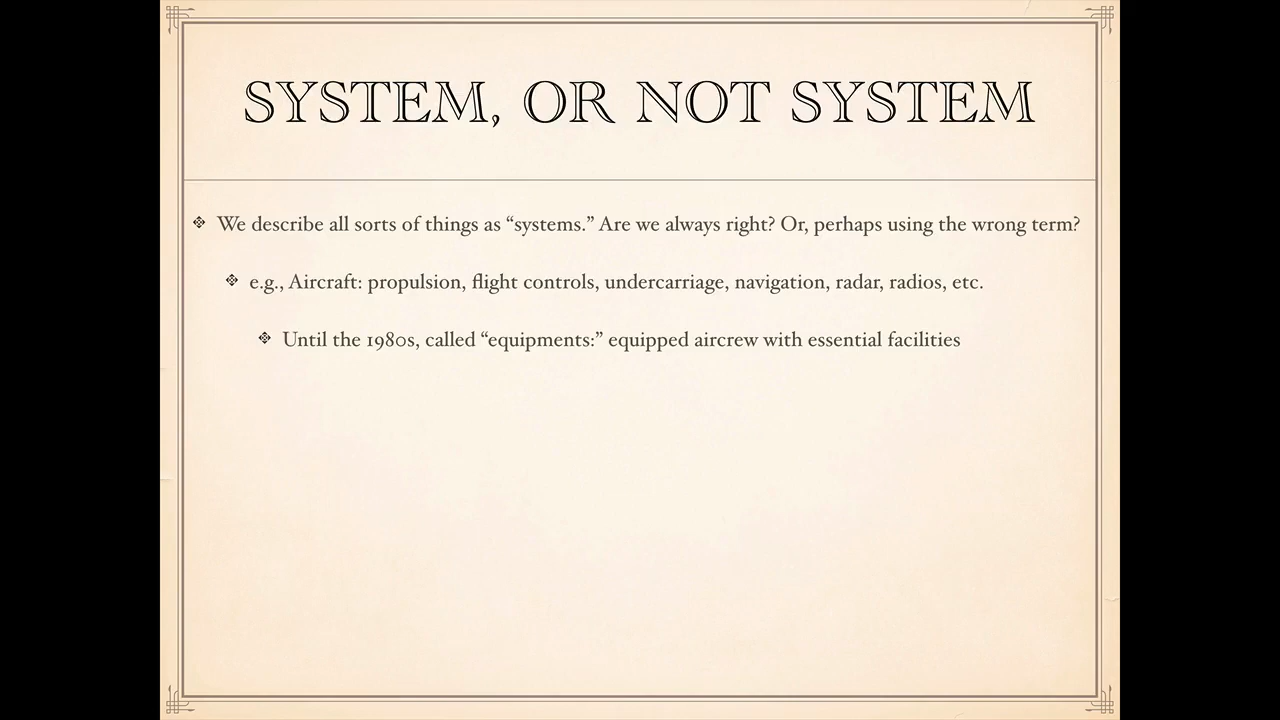 SYSTEM, OR NOT SYSTEM
We describe all sorts of things as “systems.” Are we always right? Or, perhaps using the wrong term?
e.g., Aircraft: propulsion, flight controls, undercarriage, navigation, radar, radios, etc.
Until the 1980s, called “equipments:” equipped aircrew with essential facilities